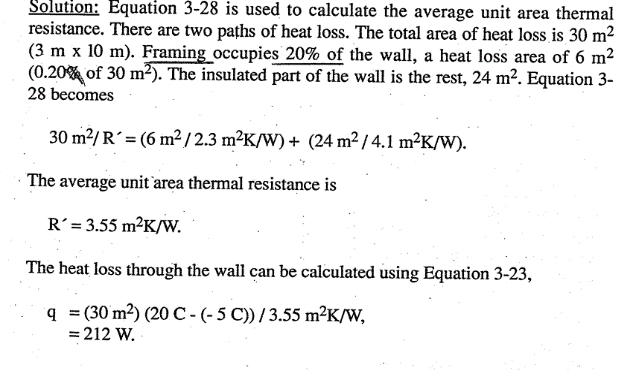 Solution: Equation 3-28 is used to calculate the average unit area thermal
resistance. There are two paths of heat loss. The total area of heat loss is 30 m²
(3 m x 10 m). Framing occupies 20% of the wall, a heat loss area of 6 m²
(0.20% of 30 m²). The insulated part of the wall is the rest, 24 m². Equation 3-
28 becomes
30 m²/ R´ = (6 m² / 2.3 m²K/W) + (24 m² / 4.1 m²K/W).
The average unit area thermal resistance is
R´ = 3.55 m²K/W.
The heat loss through the wall can be calculated using Equation 3-23,
q = (30 m²) (20 C - (- 5 C)) / 3.55 m²K/W,
= 212 W.